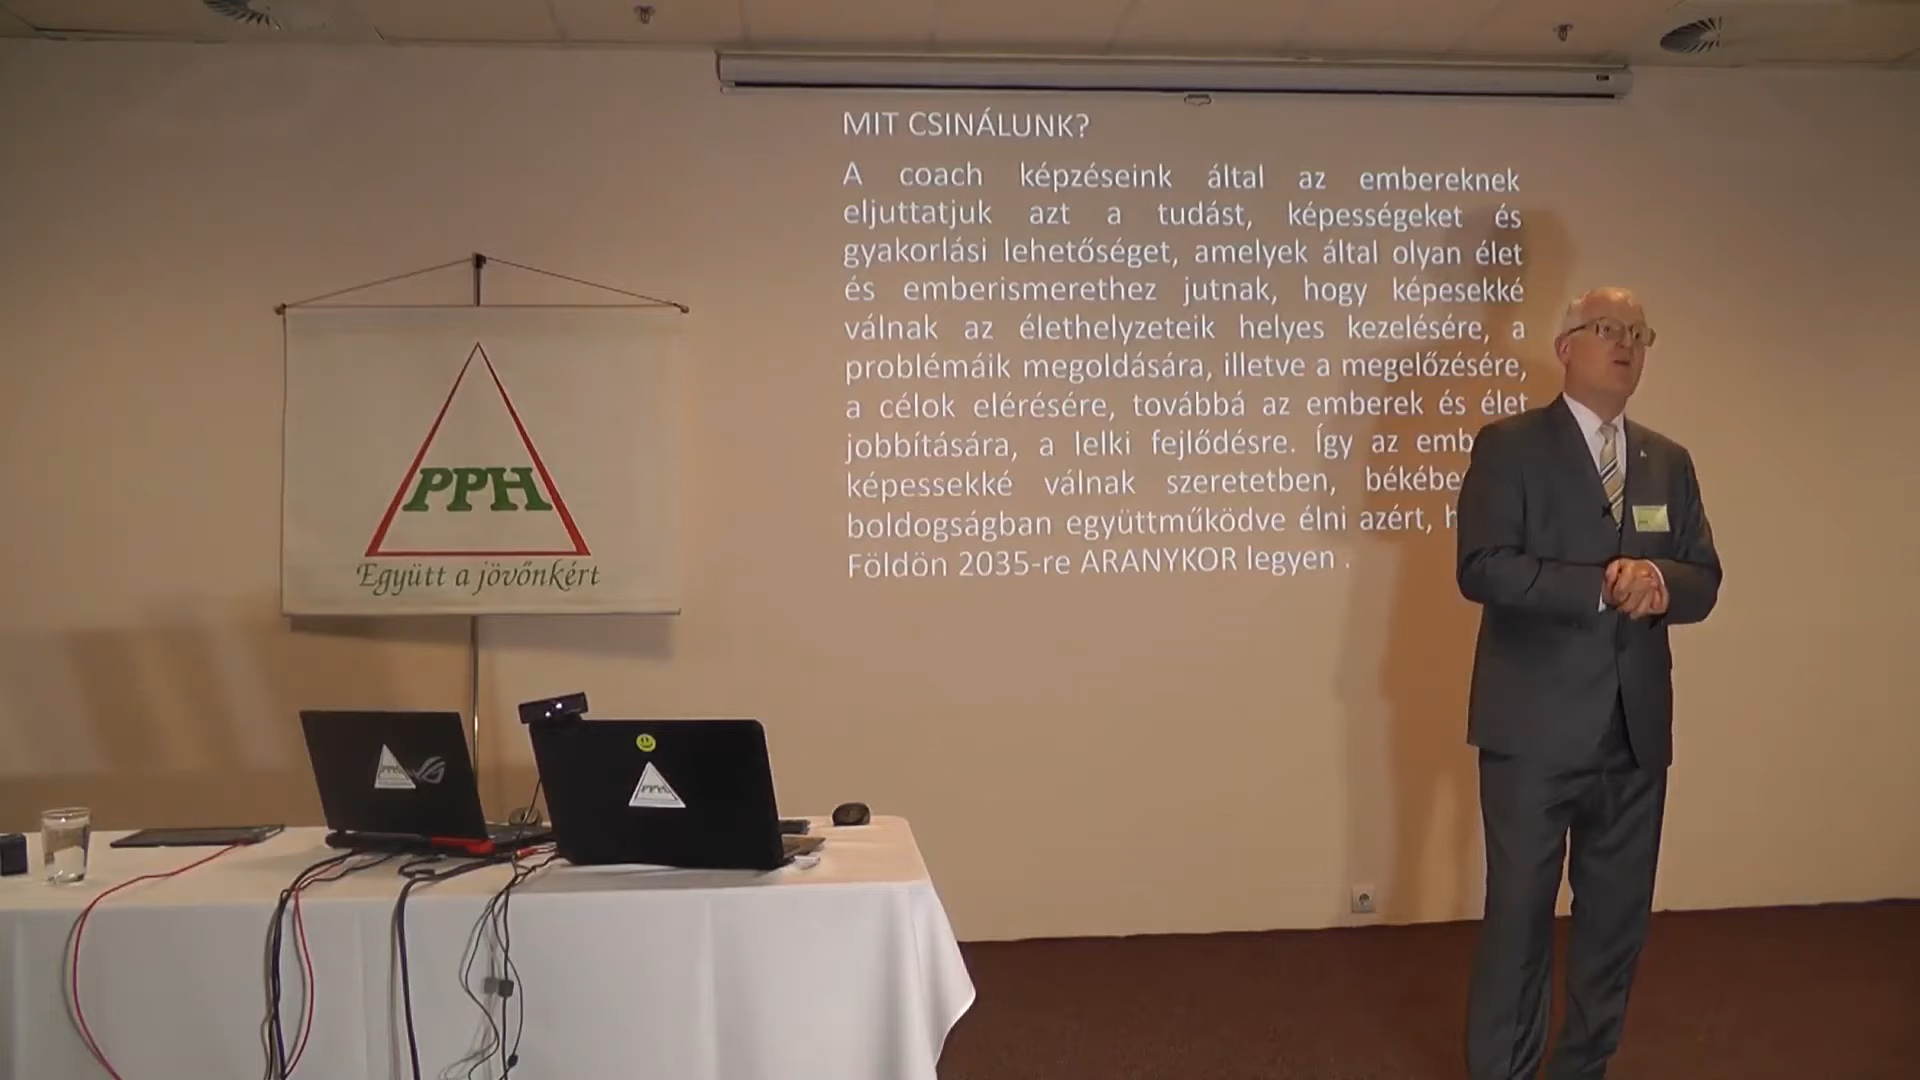 MIT CSINÁLUNK?
A coach képzéseink által az embereknek
eljuttatjuk azt a tudást, képességeket és
gyakorlási lehetőséget, amelyek által olyan élet
és emberismerethez jutnak, hogy képesekké
válnak az élethelyzeteik helyes kezelésére, a
problémáik megoldására, illetve a megelőzésére,
a célok elérésére, továbbá az emberek és élet
jobbítására, a lelki fejlődésre. Így az
képessekké válnak szeretetben,
boldogságban együttműködve élni azért,
Földön 2035-re ARANYKOR legyen .
PPH
Együtt a jövőnkért
PPH
PPH